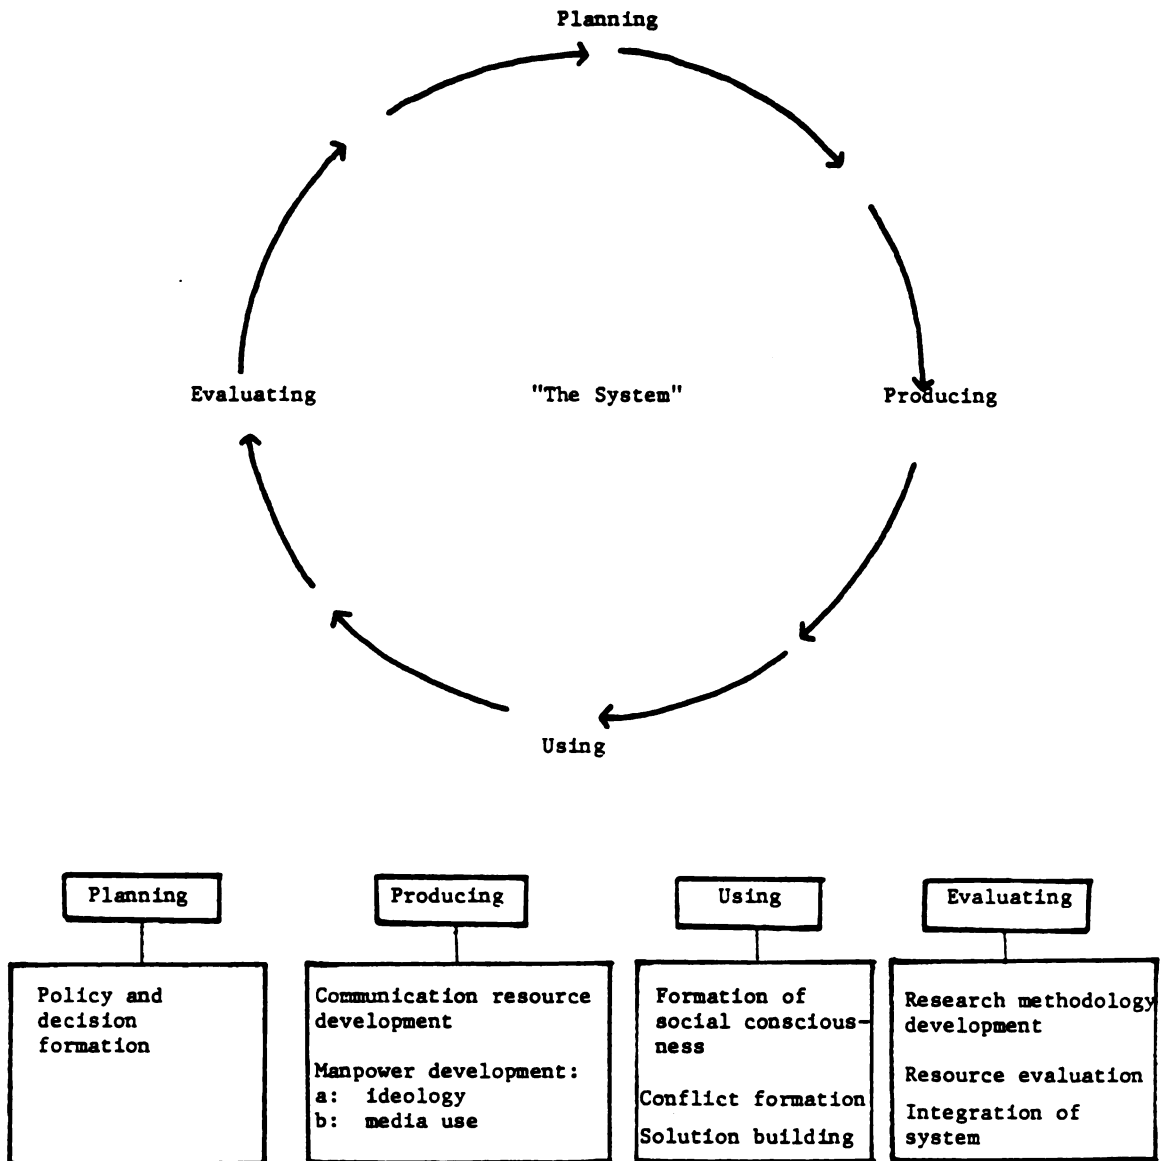 Planning
Evaluating
"The System"
Producing
Using
Planning
Policy and
decision
formation
Producing
Communication resource
development
Manpower development:
a: ideology
b: media use
Using
Formation of
social conscious-
ness
Conflict formation
Solution building
Evaluating
Research methodology
development
Resource evaluation
Integration of
system